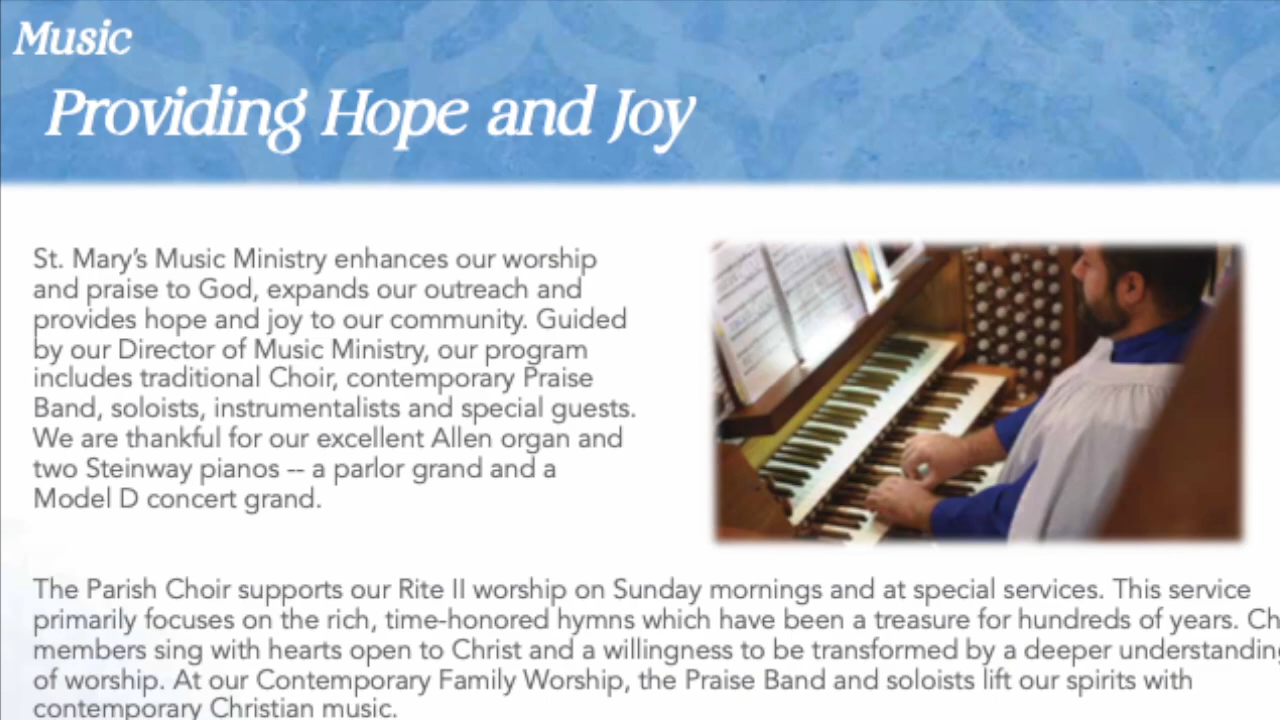 Music
Providing Hope and Joy
St. Mary's Music Ministry enhances our worship
and praise to God, expands our outreach and
provides hope and joy to our community. Guided
by our Director of Music Ministry, our program
includes traditional Choir, contemporary Praise
Band, soloists, instrumentalists and special guests.
We are thankful for our excellent Allen organ and
two Steinway pianos -- a parlor grand and a
Model D concert grand.
The Parish Choir supports our Rite II worship on Sunday mornings and at special services. This service
primarily focuses on the rich, time-honored hymns which have been a treasure for hundreds of years. Ch
members sing with hearts open to Christ and a willingness to be transformed by a deeper understanding
of worship. At our Contemporary Family Worship, the Praise Band and soloists lift our spirits with
contemporary Christian music.